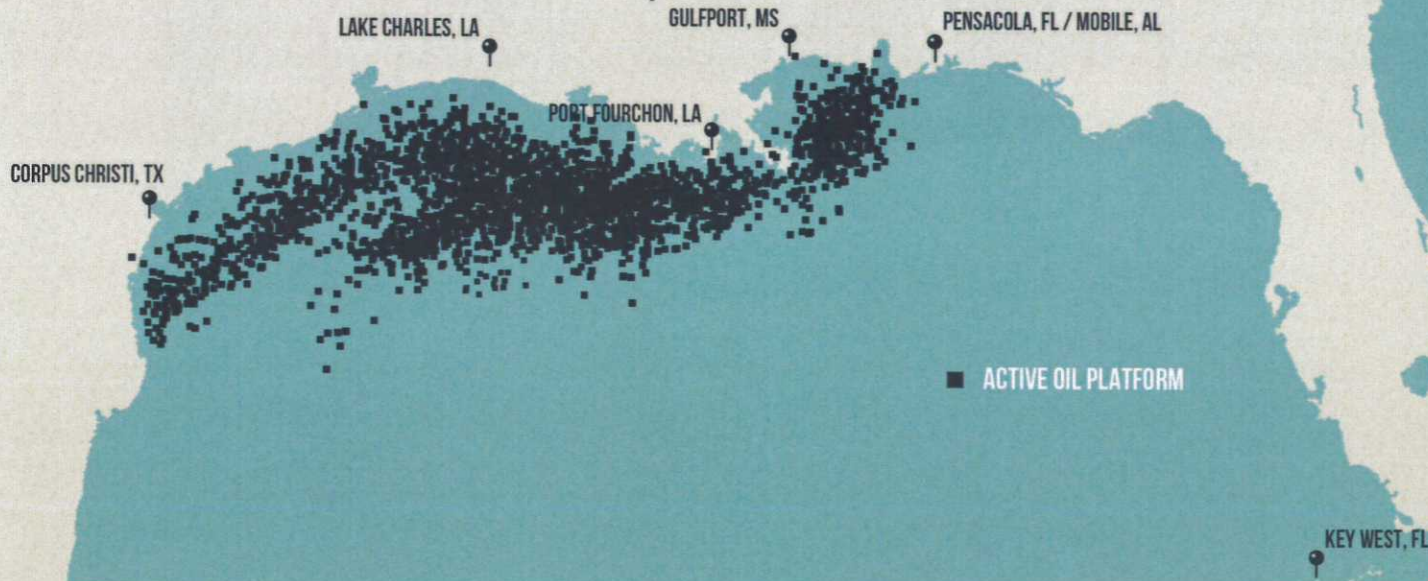 LAKE CHARLES, LA
GULFPORT, MS
PENSACOLA, FL / MOBILE, AL
PORT FOURCHON, LA
CORPUS CHRISTI, TX
ACTIVE OIL PLATFORM
KEY WEST, FL